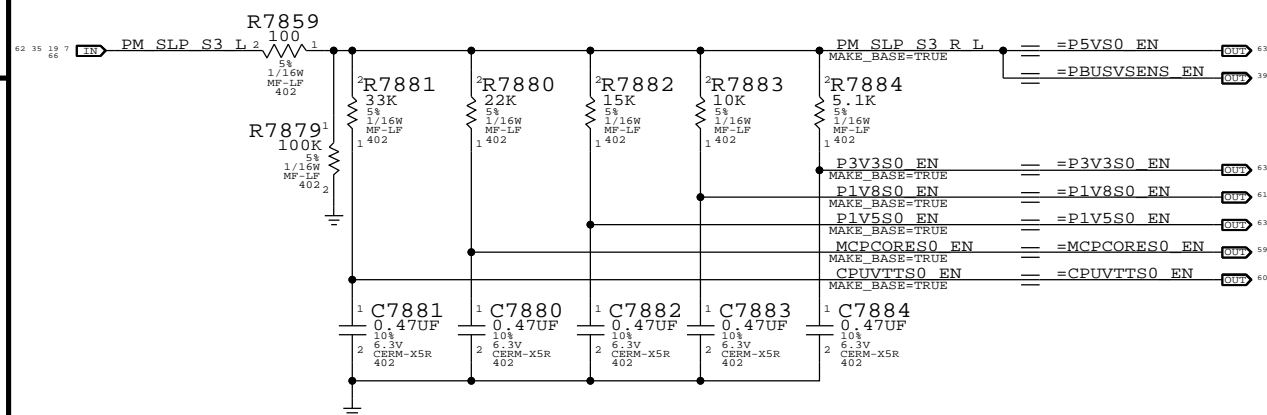 R7859
62 35 19 7
66
IN
PM_SLP_S3_L
2
100
1
5%
1/16W
MF-LF
402
PM_SLP_S3_R_L
MAKE_BASE=TRUE
=P5VS0_EN
OUT
63
=PBUSVSENS_EN
OUT
39
R7879
1
100K
5%
1/16W
MF-LF
402
2
2
R7881
33K
5%
1/16W
MF-LF
402
1
2
R7880
22K
5%
1/16W
MF-LF
402
1
2
R7882
15K
5%
1/16W
MF-LF
402
1
2
R7883
10K
5%
1/16W
MF-LF
402
1
2
R7884
5.1K
5%
1/16W
MF-LF
402
1
P3V3S0_EN
MAKE_BASE=TRUE
=P3V3S0_EN
OUT
63
P1V8S0_EN
MAKE_BASE=TRUE
=P1V8S0_EN
OUT
61
P1V5S0_EN
MAKE_BASE=TRUE
=P1V5S0_EN
OUT
63
MCPCORES0_EN
MAKE_BASE=TRUE
=MCPCORES0_EN
OUT
59
CPUVTTS0_EN
MAKE_BASE=TRUE
=CPUVTTS0_EN
OUT
60
1
C7881
0.47UF
10%
6.3V
CERM-X5R
402
2
1
C7880
0.47UF
10%
6.3V
CERM-X5R
402
2
1
C7882
0.47UF
10%
6.3V
CERM-X5R
402
2
1
C7883
0.47UF
10%
6.3V
CERM-X5R
402
2
1
C7884
0.47UF
10%
6.3V
CERM-X5R
402
2